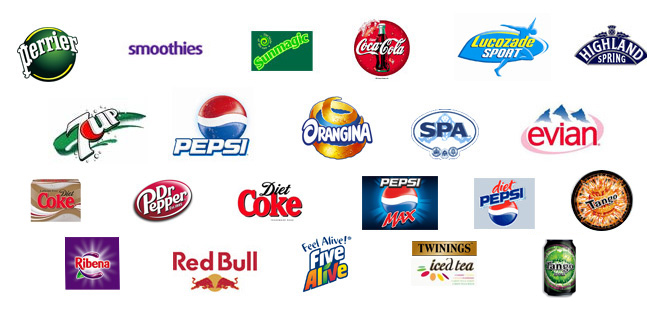 perrier
smoothies
Sunmagic
Coca-Cola
Lucozade
SPORT
HIGHLAND
SPRING
7UP
PEPSI
ORANGINA
SPA
evian
Diet
Coke
Dr
Pepper
Diet
Coke
PEPSI
MAX
diet
PEPSI
Tango
Ribena
Red Bull
Feel Alive!
Five
Alive
TWININGS
iced tea
Tango